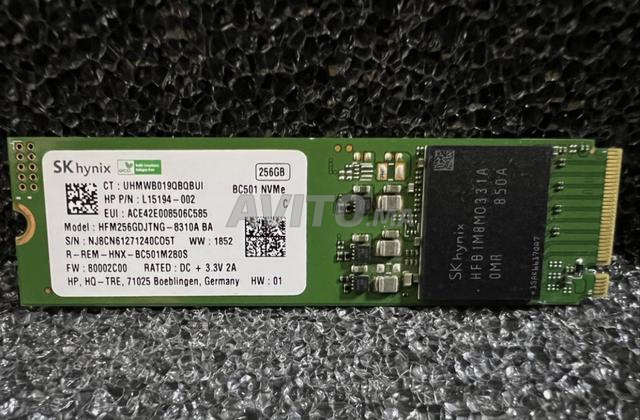 SK hynix
256GB
CT : UHMWB019QBQBUI
BC501 NVMe
HP P/N : L15194-002
C
EUI : ACE42E008506C585
Model : HFM256GDJTNG-8310A BA
S/N : NJ8CN61271240CO5T WW : 1852
R-REM-HNX-BC501M280S
FW : 80002C00 RATED : DC + 3.3V 2A
HP, HQ-TRE, 71025 Boeblingen, Germany HW : 01
AVITO.ma
SK hynix
HFB1M8MO331A
0MR 850A